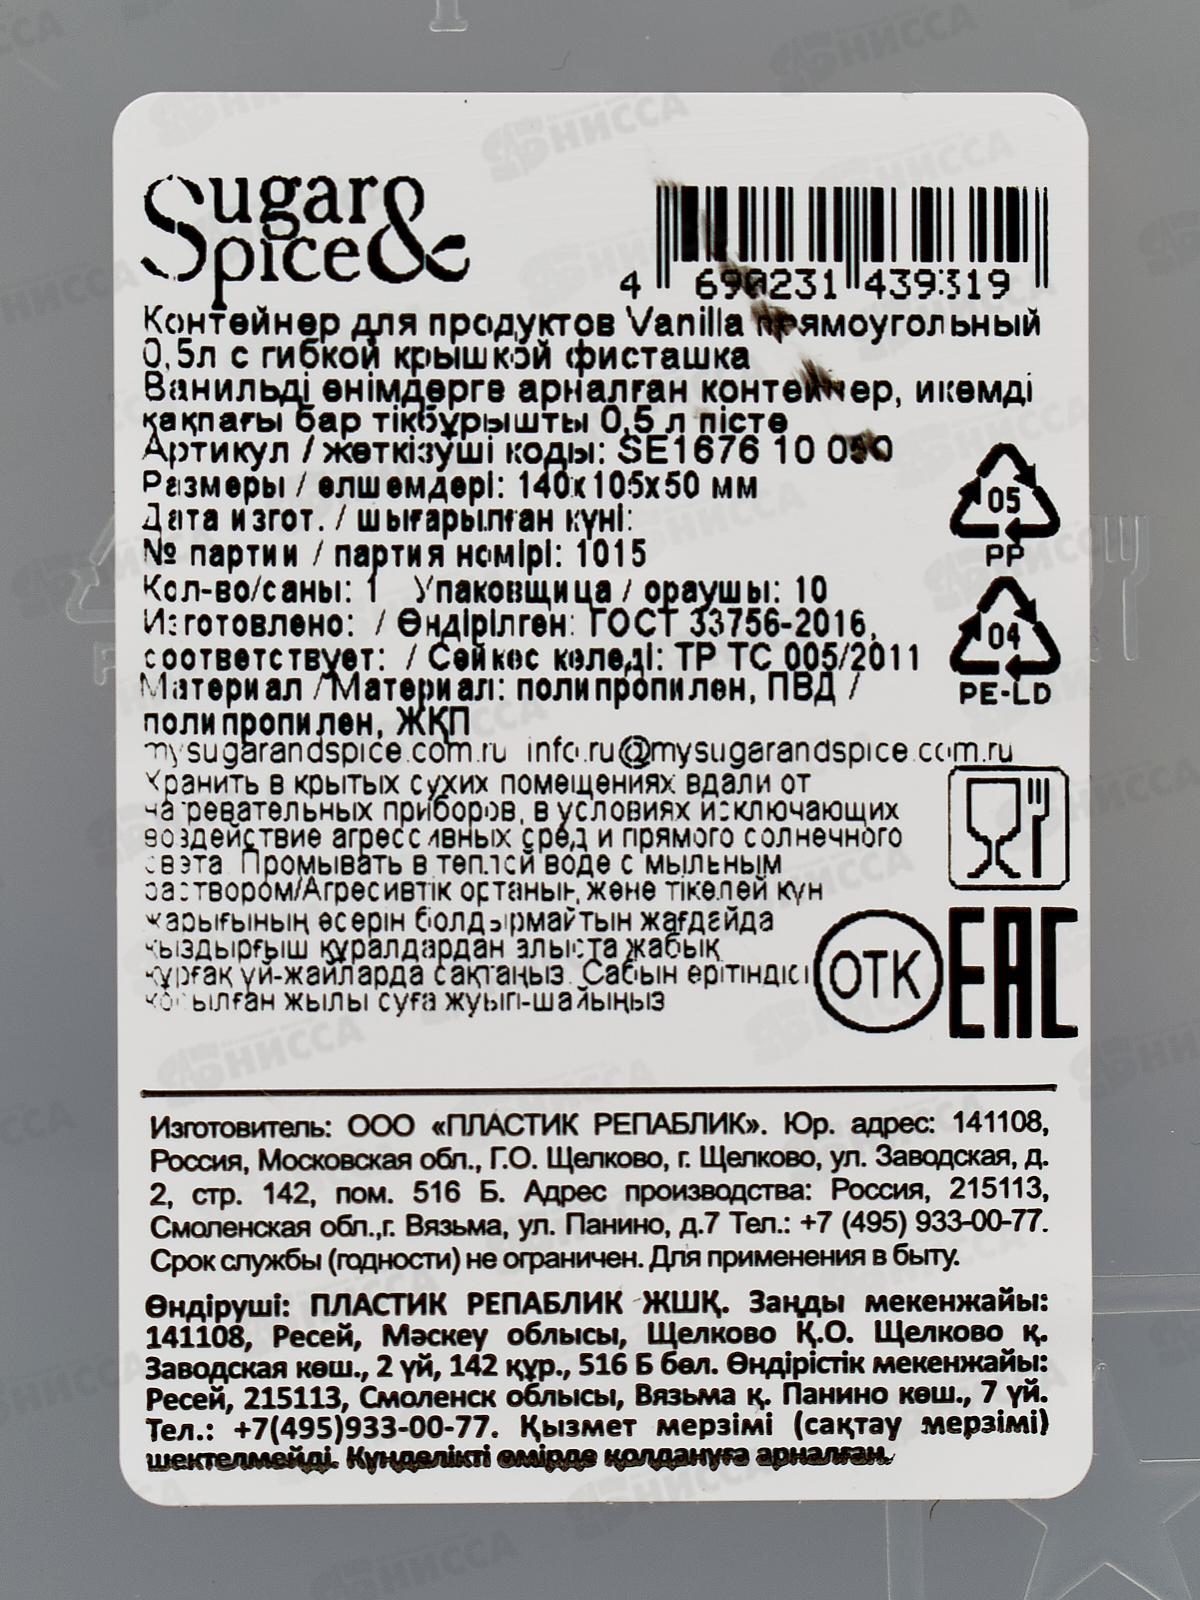 Sugar &
Spice
4 690231 439319
Контейнер для продуктов Vanilla прямоугольный
0,5л с гибкой крышкой фисташка
Ванильді өнімдерге арналған контейнер, икемді
қақпағы бар тікбұрышты 0,5 л пісте
Артикул / жеткізуші коды: SE1676 10
Размеры / өлшемдері: 140x105x50 мм
Дата изгот. / шығарылған күні:
№ партии / партия нөмірі: 1015
Кол-во/саны: 1 Упаковщица / ораушы: 10
Изготовлено: / Өндірілген: ГОСТ 33756-2016,
соответствует: / Сәйкес келеді: ТР ТС 005/2011
Материал /Материал: полипропилен, ПВД /
полипропилен, ЖҚП
mysugarandspice.com.ru info.ru@mysugarandspice.com.ru
Хранить в крытых сухих помещениях вдали от
нагревательных приборов, в условиях исключающих
воздействие агрессивных сред и прямого солнечного
света. Промывать в теплой воде с мыльным
раствором/Агресивтік ортаның, және тікелей күн
жарығының әсерін болдырмайтын жағдайда
қыздырғыш құралдардан алыста жабық
құрғақ үй-жайларда сақтаңыз. Сабын ерітіндісі
қосылған жылы суға жуып-шайыңыз
05
PP
04
PE-LD
ОТК
EAC
Изготовитель: ООО «ПЛАСТИК РЕПАБЛИК». Юр. адрес: 141108,
Россия, Московская обл., Г.О. Щелково, г. Щелково, ул. Заводская, д.
2, стр. 142, пом. 516 Б. Адрес производства: Россия, 215113,
Смоленская обл.,г. Вязьма, ул. Панино, д.7 Тел.: +7 (495) 933-00-77.
Срок службы (годности) не ограничен. Для применения в быту.
Өндіруші: ПЛАСТИК РЕПАБЛИК ЖШҚ. Заңды мекенжайы:
141108, Ресей, Мәскеу облысы, Щелково Қ.О. Щелково қ.
Заводская көш., 2 үй, 142 құр., 516 Б бөл. Өндірістік мекенжайы:
Ресей, 215113, Смоленск облысы, Вязьма қ. Панино көш., 7 үй.
Тел.: +7(495)933-00-77. Қызмет мерзімі (сақтау мерзімі)
шектелмейді. Күнделікті өмірде қолдануға арналған.